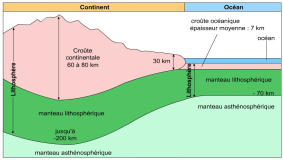 Continent
Océan
croûte océanique
épaisseur moyenne : 7 km
océan
Croûte
continentale
60 à 80 km
30 km
Lithosphère
Lithosphère
manteau lithosphérique
- 70 km
manteau lithosphérique
jusqu'à
-200 km
manteau asthénosphérique
manteau asthénosphérique